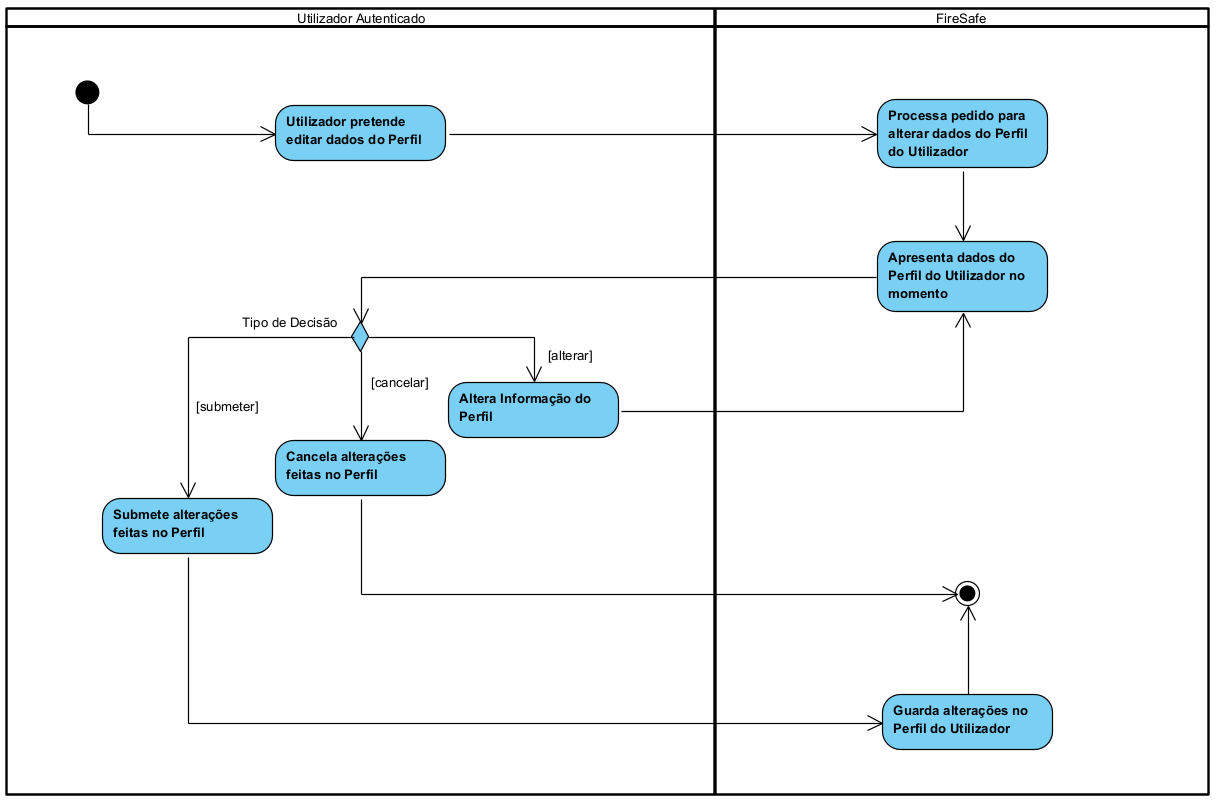 Utilizador Autenticado
FireSafe
Utilizador pretende
editar dados do Perfil
Processa pedido para
alterar dados do Perfil
do Utilizador
Apresenta dados do
Perfil do Utilizador no
momento
Tipo de Decisão
[alterar]
[cancelar]
[submeter]
Altera Informação do
Perfil
Cancela alterações
feitas no Perfil
Submete alterações
feitas no Perfil
Guarda alterações no
Perfil do Utilizador